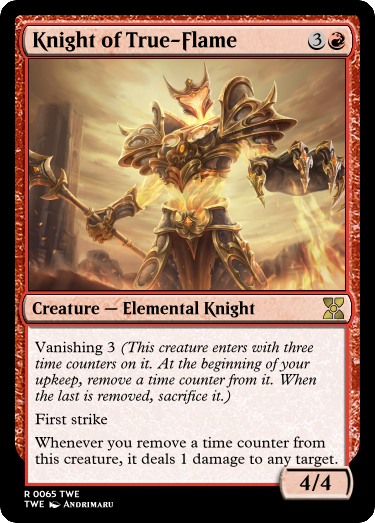 Knight of True-Flame 3
Creature — Elemental Knight
Vanishing 3 (This creature enters with three
time counters on it. At the beginning of your
upkeep, remove a time counter from it. When
the last is removed, sacrifice it.)
First strike
Whenever you remove a time counter from
this creature, it deals 1 damage to any target.
4/4
R 0065 TWE
TWE Andrimaru